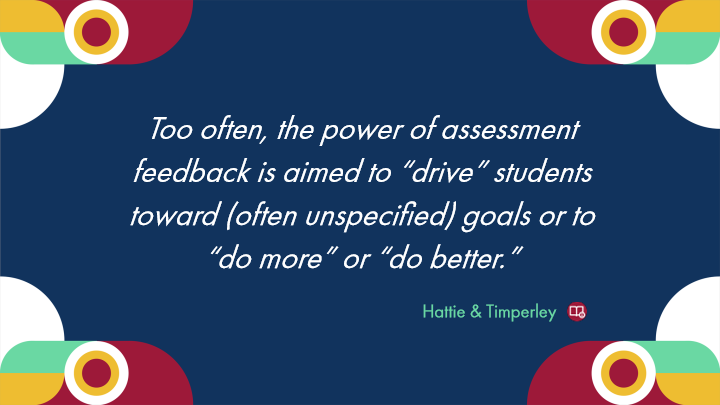 Too often, the power of assessment
feedback is aimed to “drive” students
toward (often unspecified) goals or to
“do more” or “do better.”
Hattie & Timperley